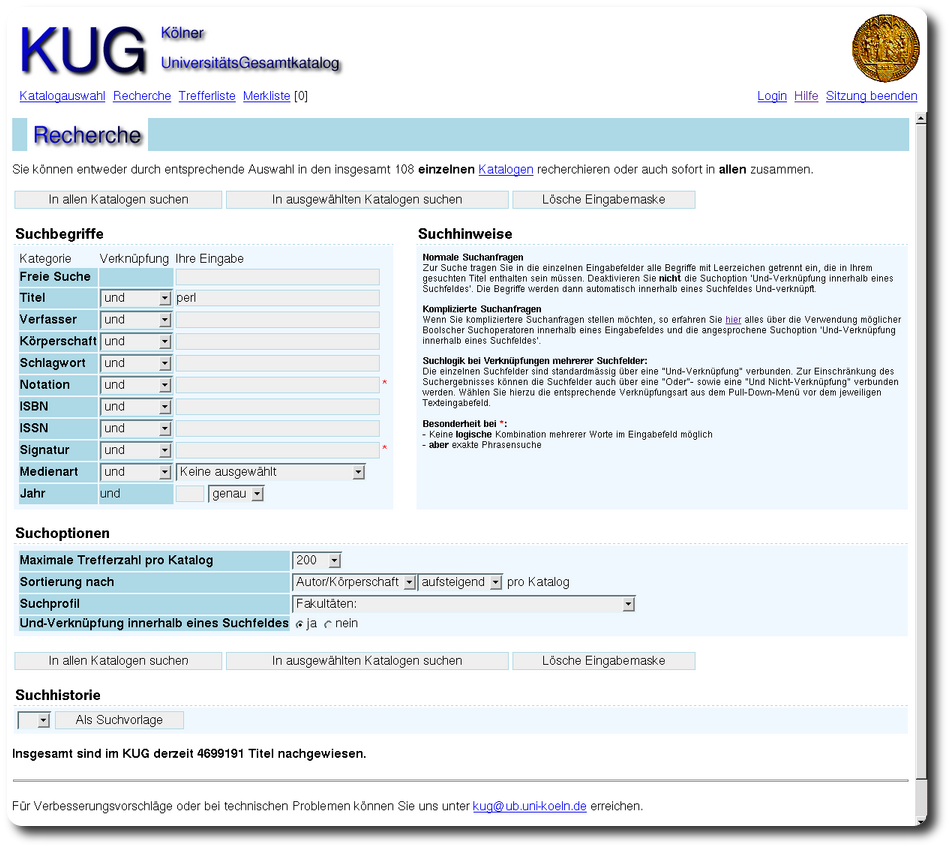 KUG Kölner
UniversitätsGesamtkatalog
Katalogauswahl Recherche Trefferliste Merkliste [0] Login Hilfe Sitzung beenden
Recherche
Sie können entweder durch entsprechende Auswahl in den insgesamt 108 einzelnen Katalogen recherchieren oder auch sofort in allen zusammen.
In allen Katalogen suchen In ausgewählten Katalogen suchen Lösche Eingabemaske
Suchbegriffe
Kategorie Verknüpfung Ihre Eingabe
Freie Suche
Titel und perl
Verfasser und
Körperschaft und
Schlagwort und
Notation und *
ISBN und
ISSN und
Signatur und *
Medienart und Keine ausgewählt
Jahr und genau
Suchhinweise
Normale Suchanfragen
Zur Suche tragen Sie in die einzelnen Eingabefelder alle Begriffe mit Leerzeichen getrennt ein, die in Ihrem
gesuchten Titel enthalten sein müssen. Deaktivieren Sie nicht die Suchoption 'Und-Verknüpfung innerhalb eines
Suchfeldes'. Die Begriffe werden dann automatisch innerhalb eines Suchfeldes Und-verknüpft.
Komplizierte Suchanfragen
Wenn Sie kompliziertere Suchanfragen stellen möchten, so erfahren Sie hier alles über die Verwendung möglicher
Boolscher Suchoperatoren innerhalb eines Eingabefeldes und die angesprochene Suchoption 'Und-Verknüpfung
innerhalb eines Suchfeldes'.
Suchlogik bei Verknüpfungen mehrerer Suchfelder:
Die einzelnen Suchfelder sind standardmässig über eine "Und-Verknüpfung" verbunden. Zur Einschränkung des
Suchergebnisses können die Suchfelder auch über eine "Oder"- sowie eine "Und Nicht-Verknüpfung" verbunden
werden. Wählen Sie hierzu die entsprechende Verknüpfungsart aus dem Pull-Down-Menü vor dem jeweiligen
Texteingabefeld.
Besonderheit bei *:
- Keine logische Kombination mehrerer Worte im Eingabefeld möglich
- aber exakte Phrasensuche
Suchoptionen
Maximale Trefferzahl pro Katalog 200
Sortierung nach Autor/Körperschaft aufsteigend pro Katalog
Suchprofil Fakultäten:
Und-Verknüpfung innerhalb eines Suchfeldes ja nein
In allen Katalogen suchen In ausgewählten Katalogen suchen Lösche Eingabemaske
Suchhistorie
Als Suchvorlage
Insgesamt sind im KUG derzeit 4699191 Titel nachgewiesen.
Für Verbesserungsvorschläge oder bei technischen Problemen können Sie uns unter kug@ub.uni-koeln.de erreichen.